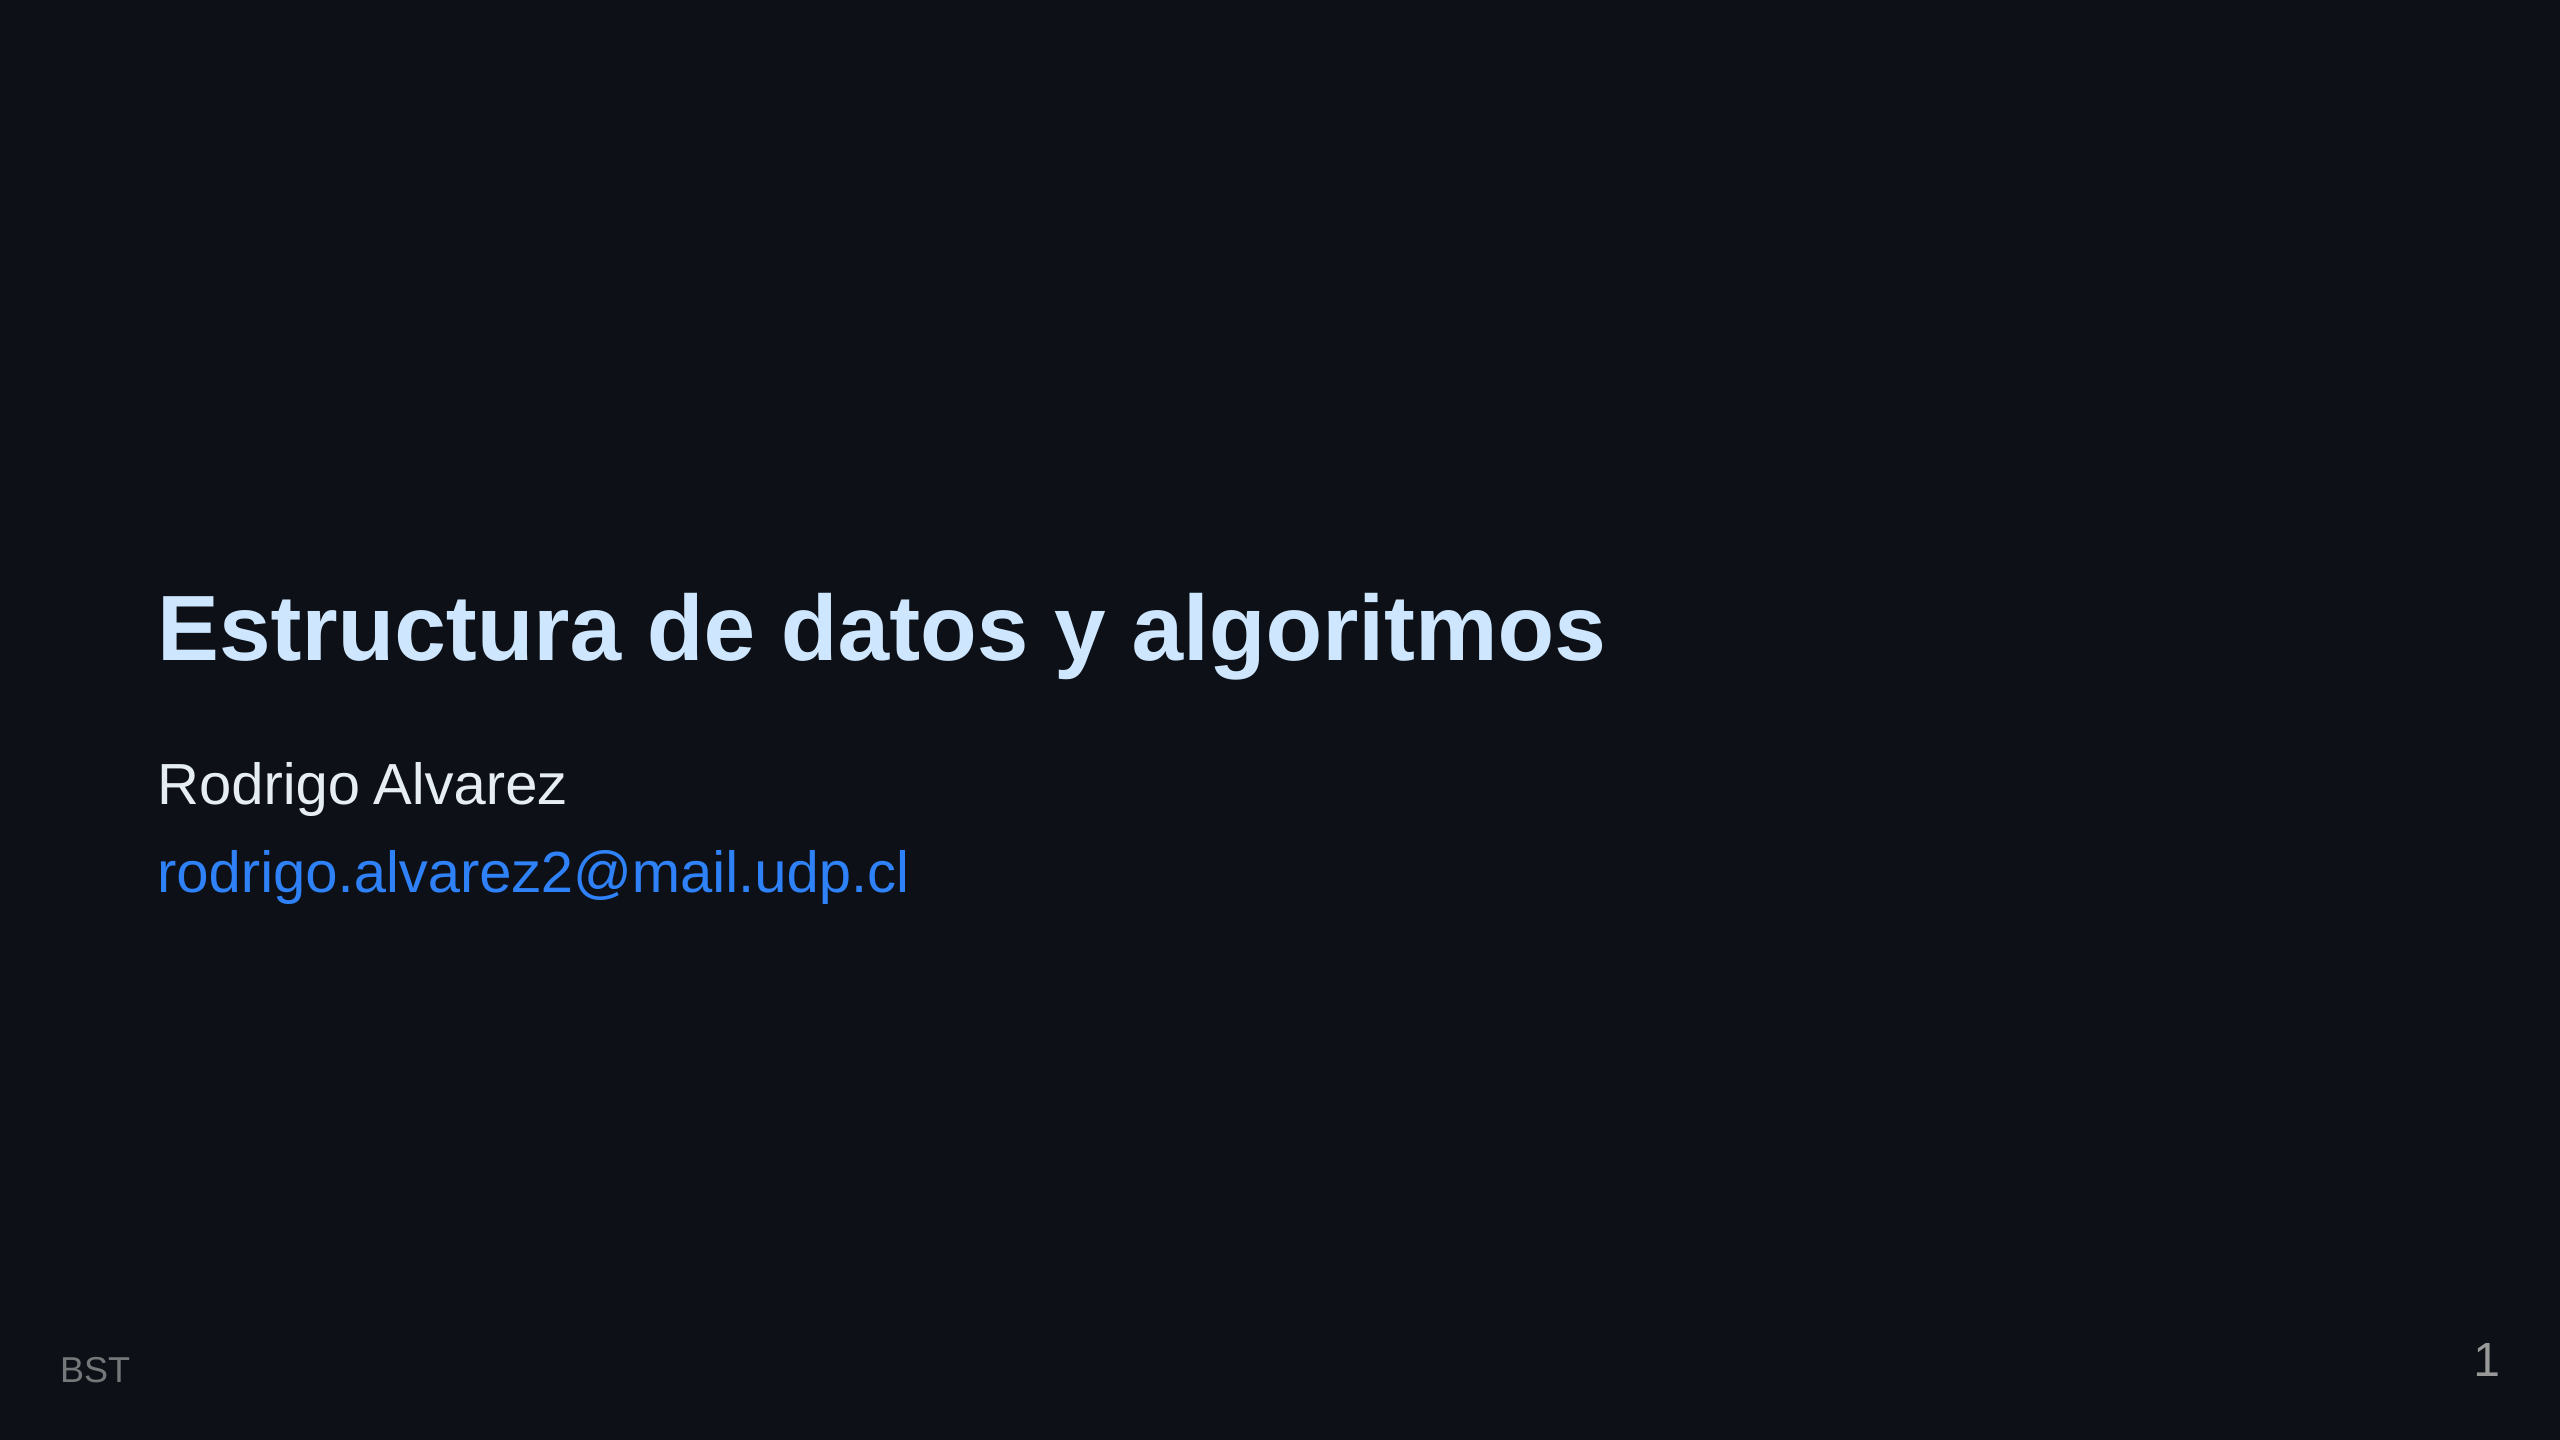 Estructura de datos y algoritmos
Rodrigo Alvarez
rodrigo.alvarez2@mail.udp.cl
BST
1